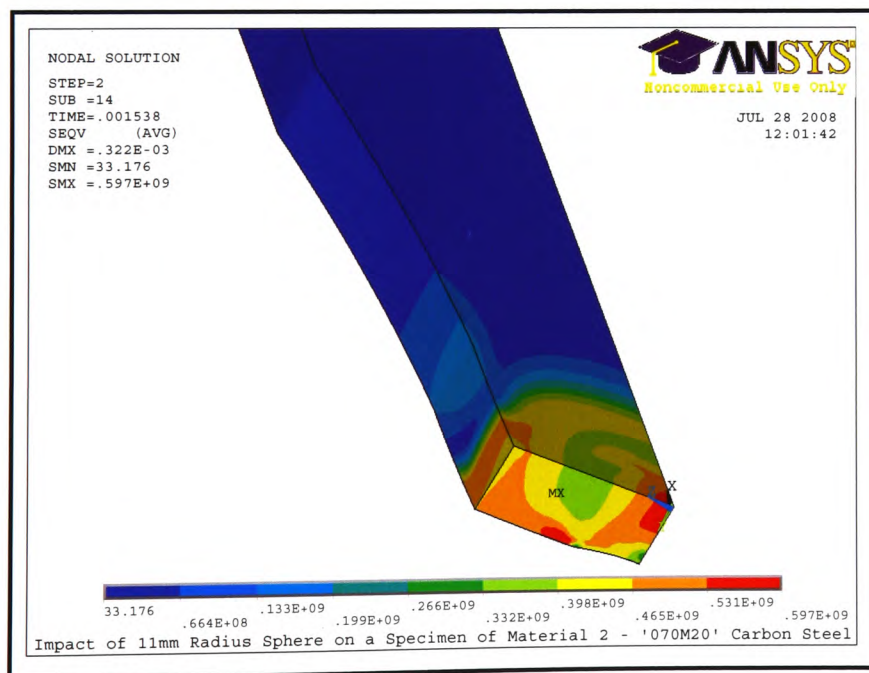 NODAL SOLUTION
STEP=2
SUB =14
TIME=.001538
SEQV (AVG)
DMX =.322E-03
SMN =33.176
SMX =.597E+09
ANSYS
Noncommercial Use Only
JUL 28 2008
12:01:42
MX
X
33.176
.664E+08
.133E+09
.199E+09
.266E+09
.332E+09
.398E+09
.465E+09
.531E+09
.597E+09
Impact of 11mm Radius Sphere on a Specimen of Material 2 - '070M20' Carbon Steel